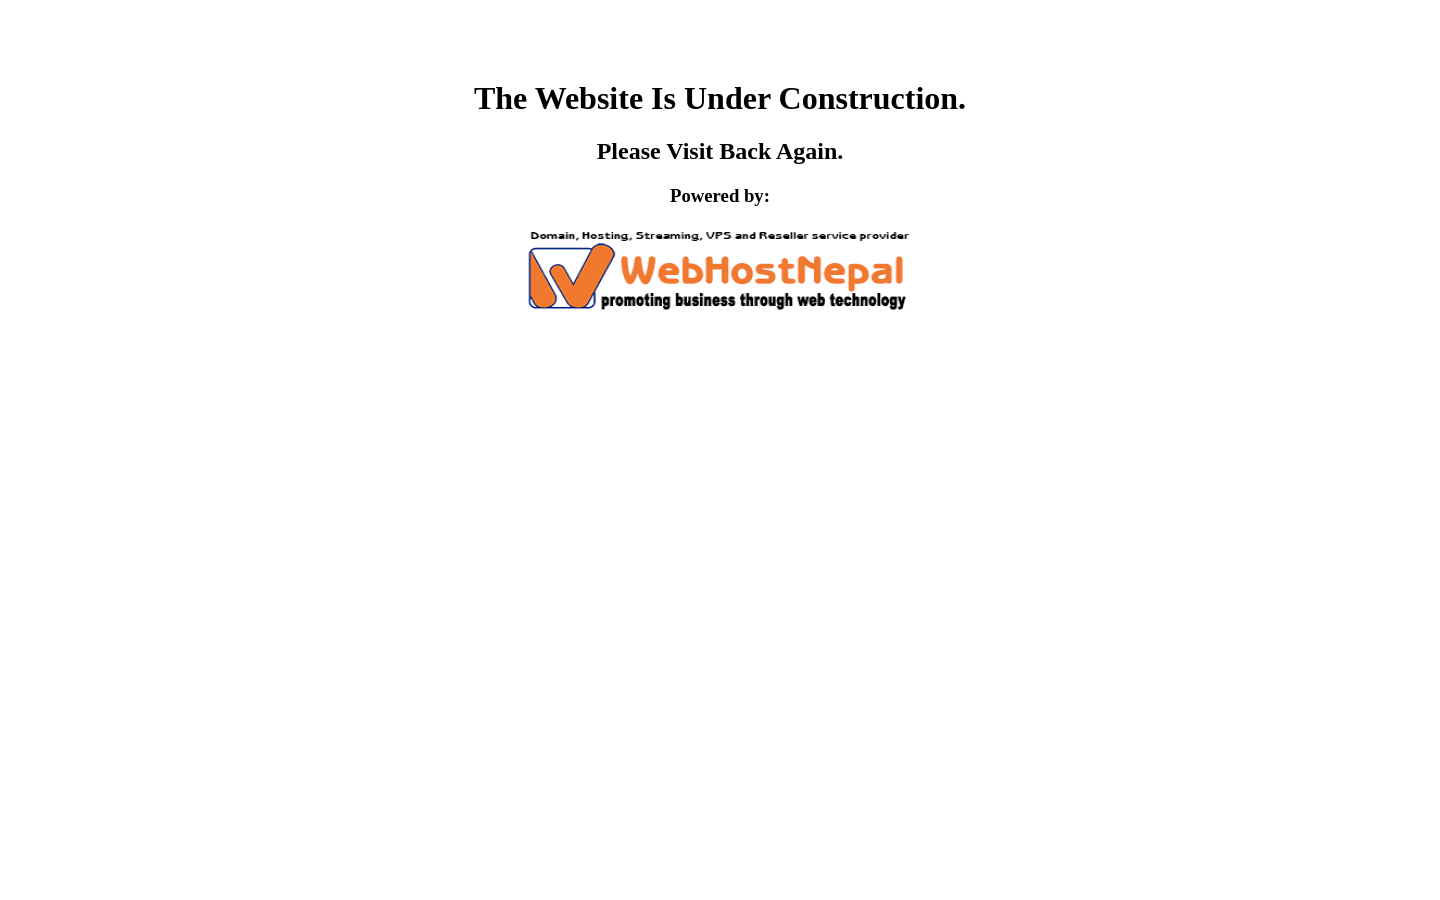 The Website Is Under Construction.
Please Visit Back Again.
Powered by:
Domain, Hosting, Streaming, VPS and Reseller service provider
WebHostNepal
promoting business through web technology